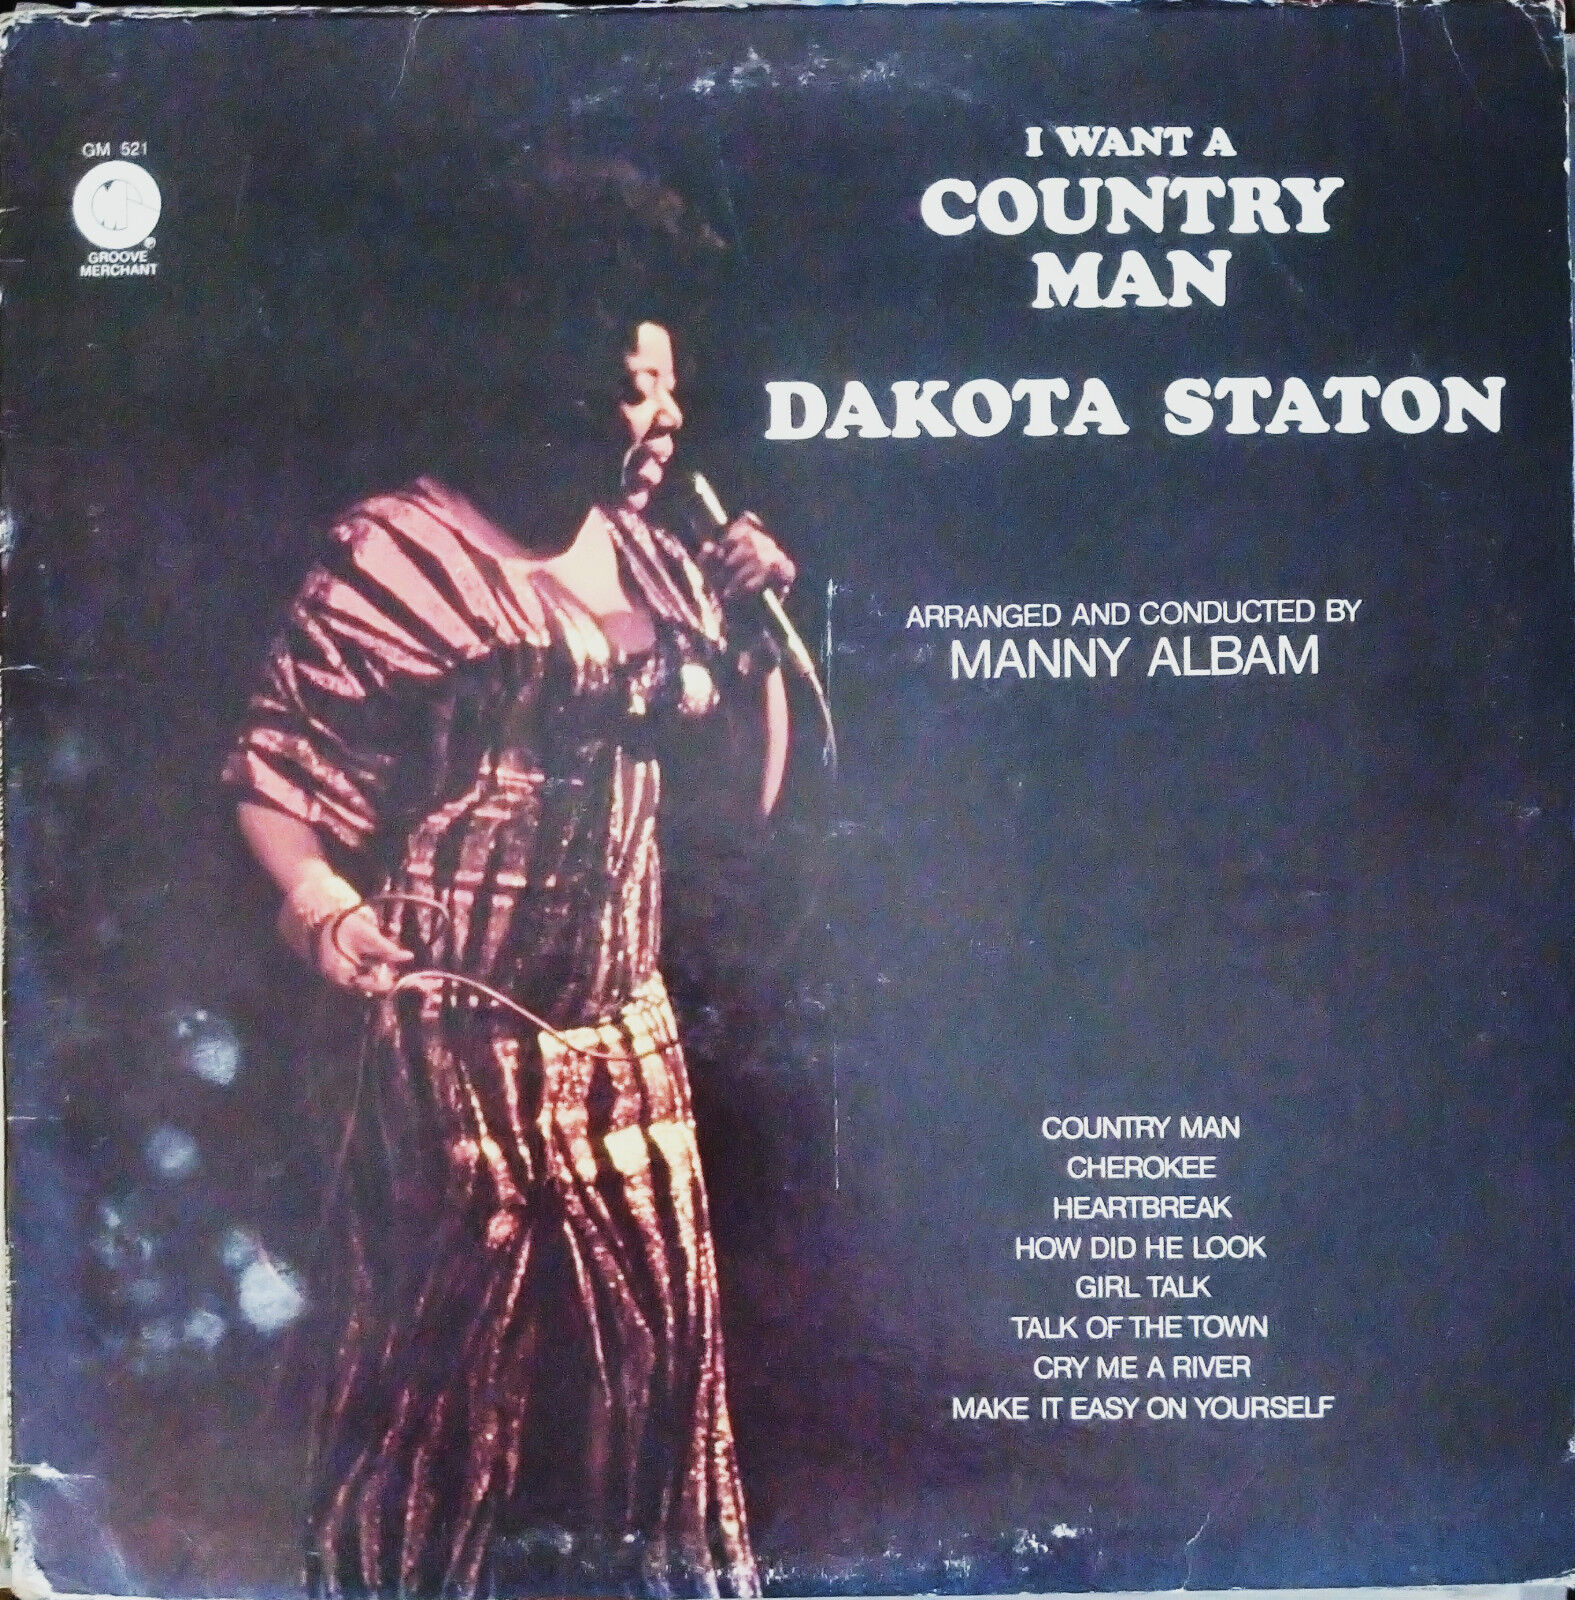 GM 521
GROOVE
MERCHANT
I WANT A
COUNTRY
MAN
DAKOTA STATON
ARRANGED AND CONDUCTED BY
MANNY ALBAM
COUNTRY MAN
CHEROKEE
HEARTBREAK
HOW DID HE LOOK
GIRL TALK
TALK OF THE TOWN
CRY ME A RIVER
MAKE IT EASY ON YOURSELF